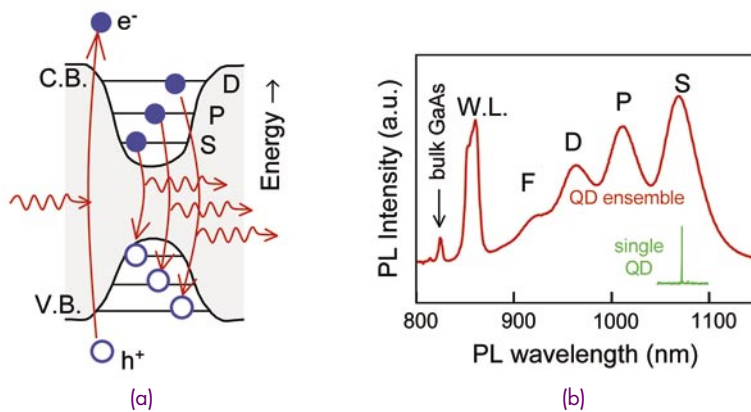 e-
C.B.
D
P
S
Energy →
V.B.
h+
(a)
PL Intensity (a.u.)
bulk GaAs
W.L.
F
D
P
S
QD ensemble
single
QD
800
900
1000
1100
PL wavelength (nm)
(b)